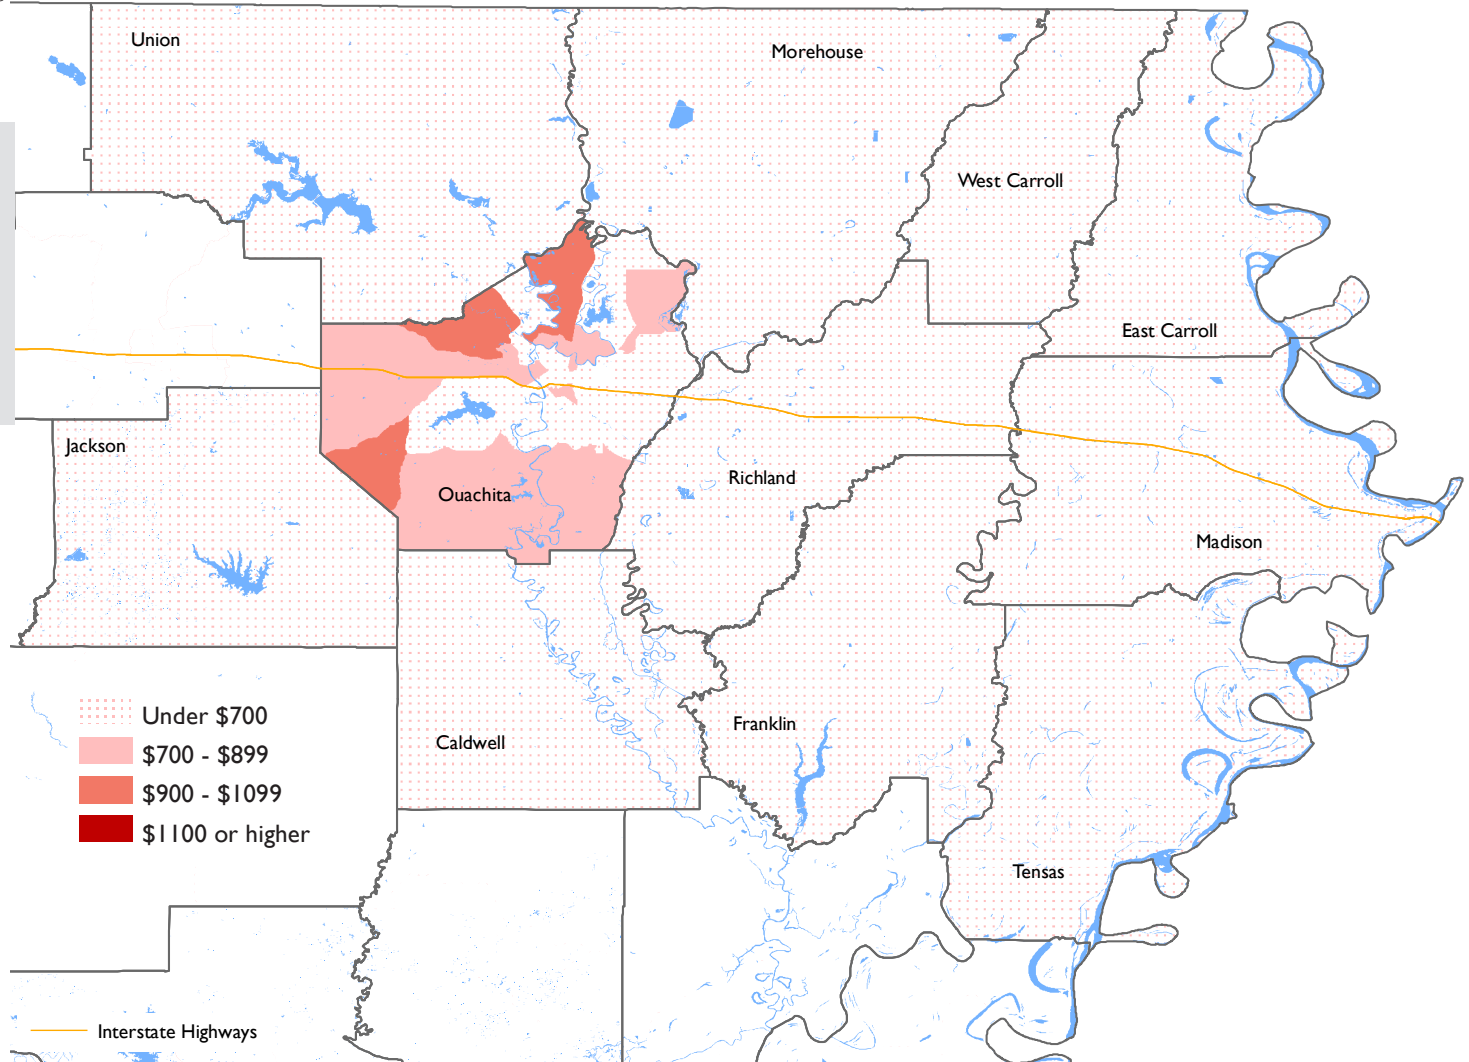 Union
Morehouse
West Carroll
East Carroll
Jackson
Ouachita
Richland
Madison
Under $700
$700 - $899
$900 - $1099
$1100 or higher
Caldwell
Franklin
Tensas
Interstate Highways